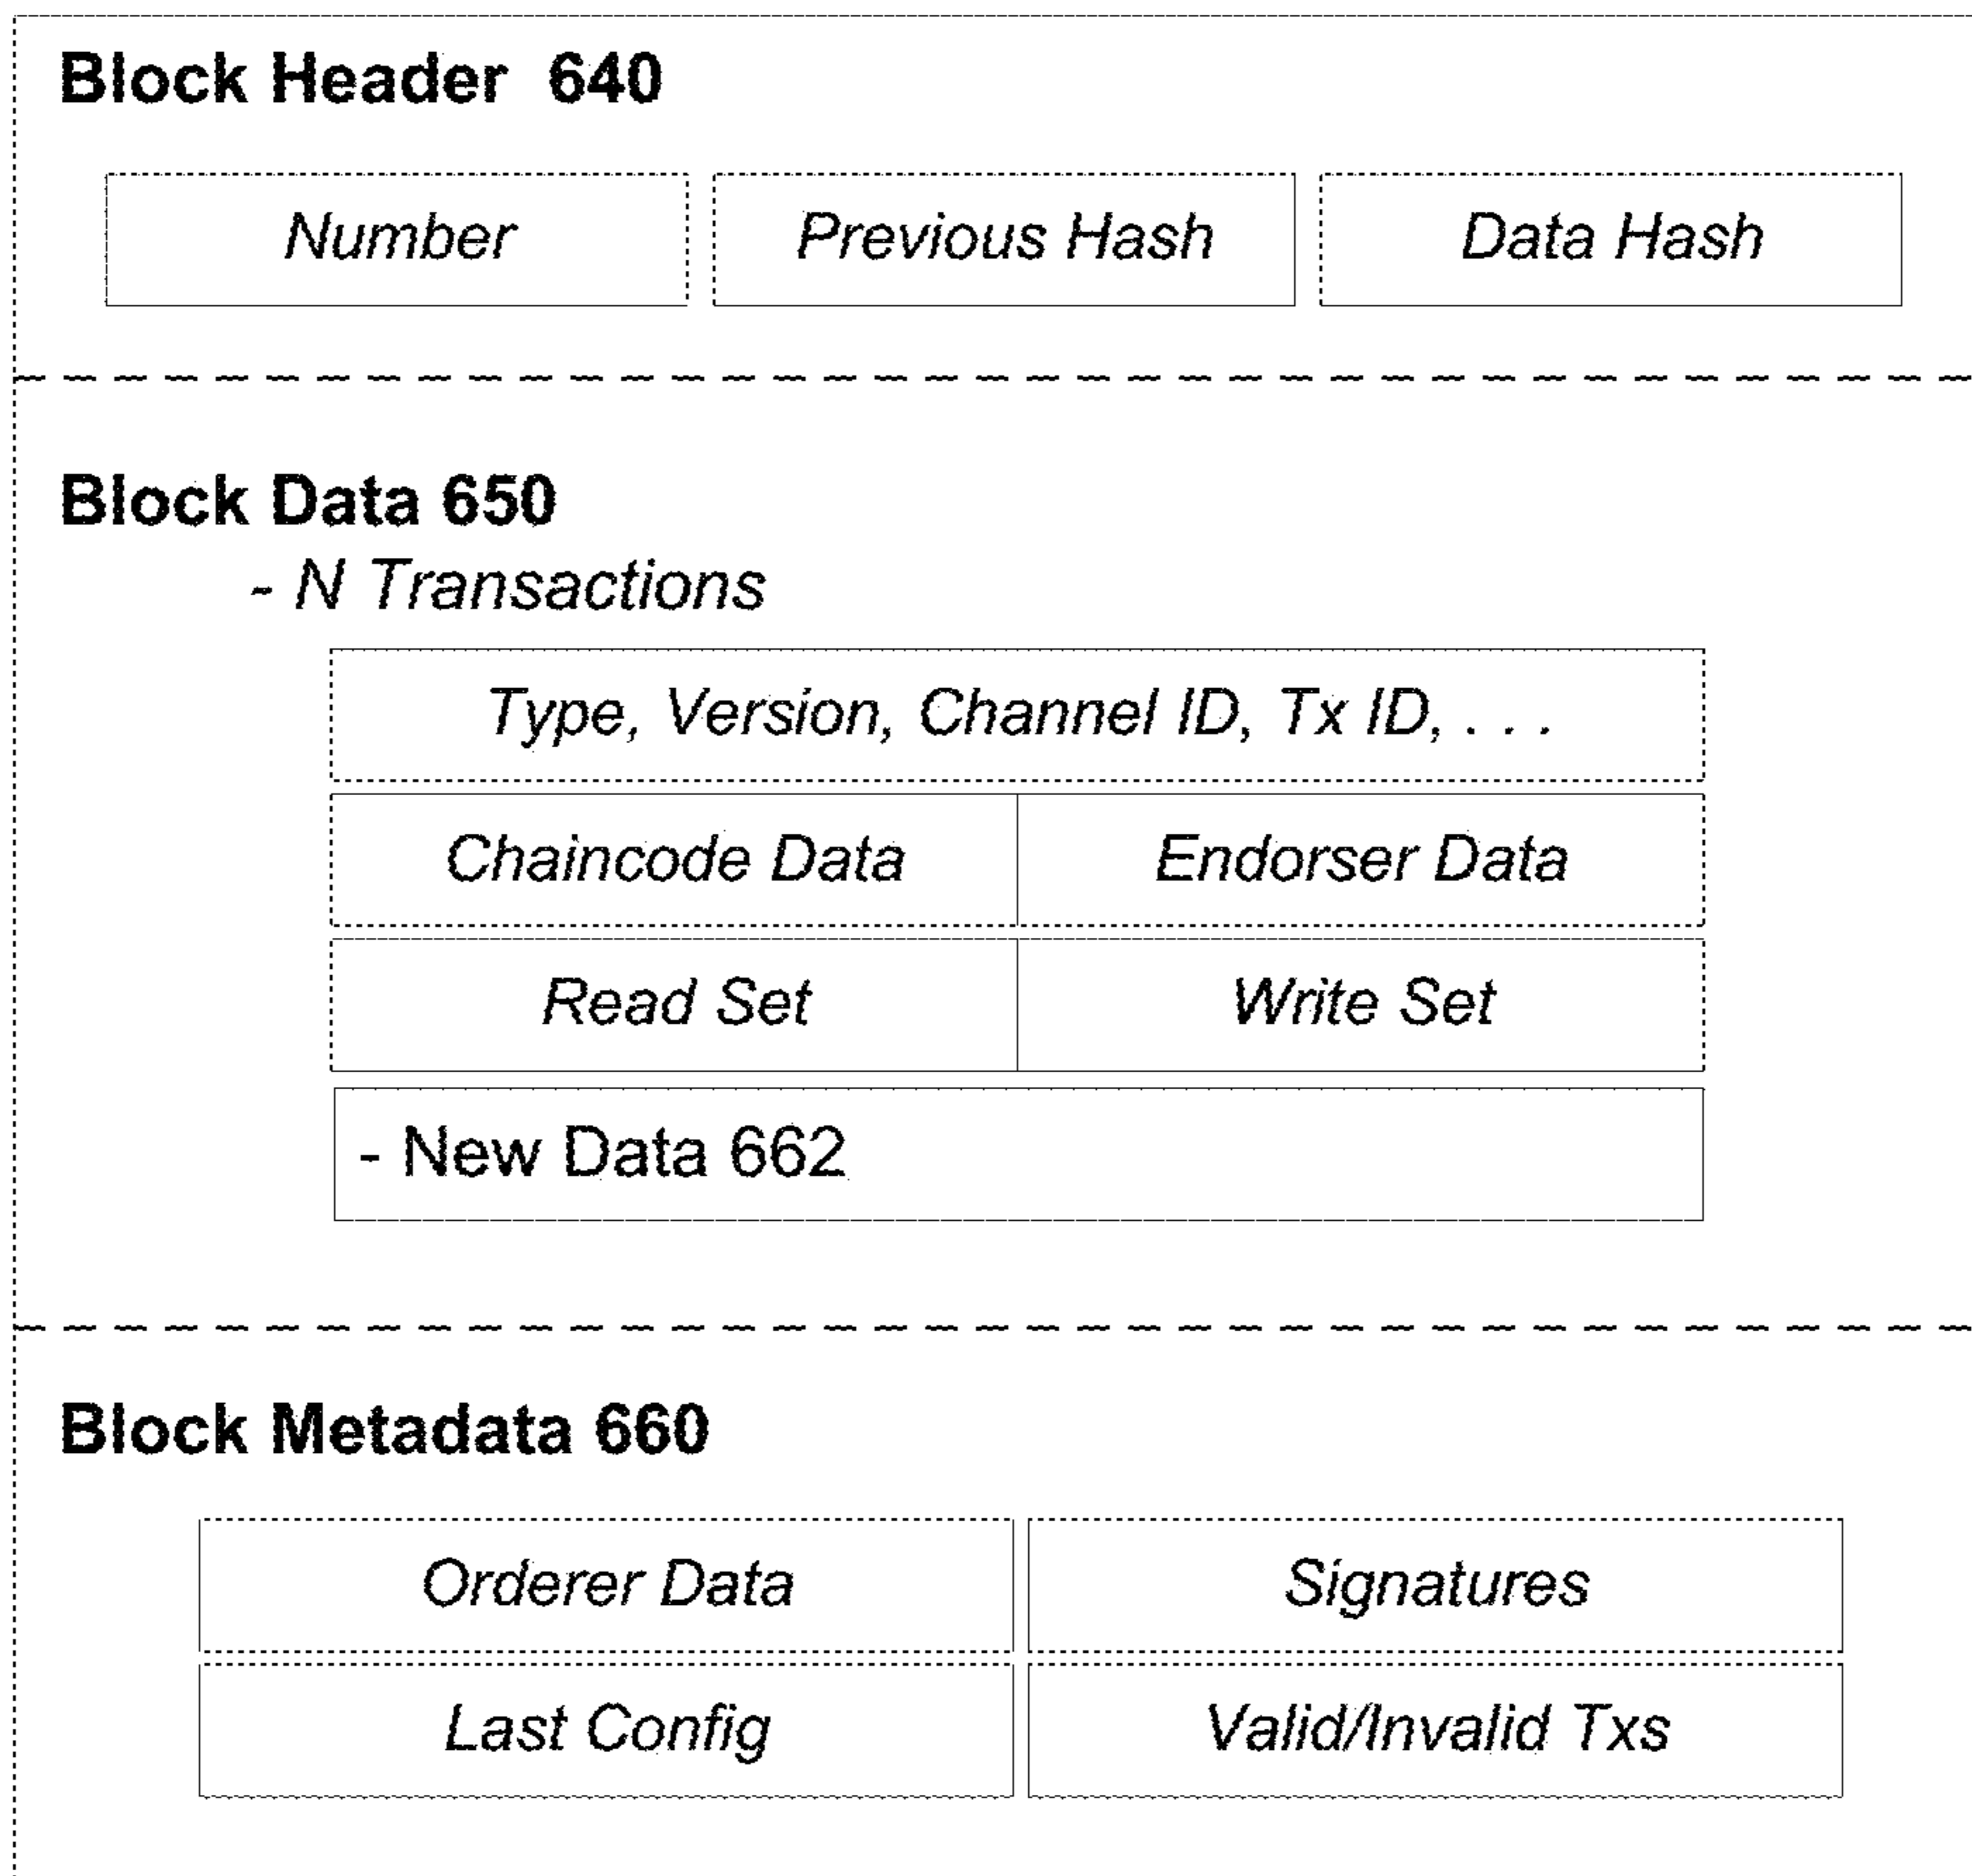 Block Header 640
Number Previous Hash Data Hash
Block Data 650
- N Transactions
Type, Version, Channel ID, Tx ID, . . .
Chaincode Data Endorser Data
Read Set Write Set
- New Data 662
Block Metadata 660
Orderer Data Signatures
Last Config Valid/Invalid Txs